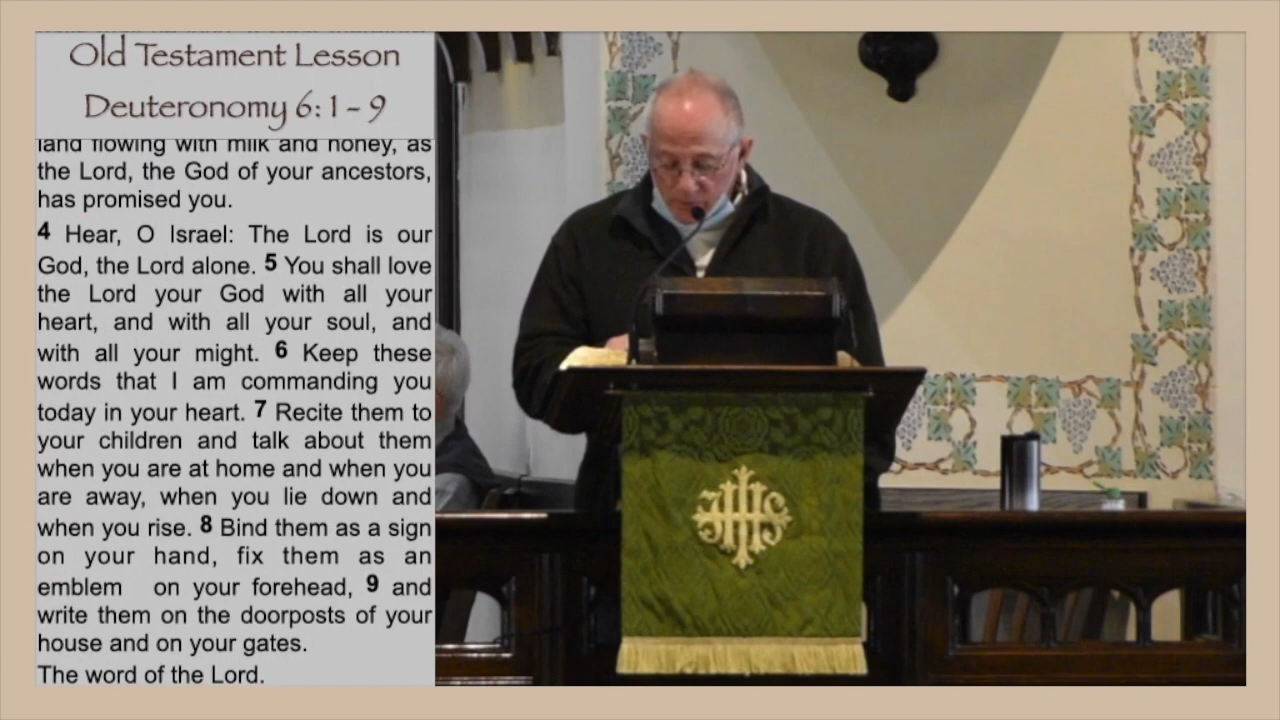 Old Testament Lesson
Deuteronomy 6: 1 - 9
land flowing with milk and honey, as
the Lord, the God of your ancestors,
has promised you.
4 Hear, O Israel: The Lord is our
God, the Lord alone. 5 You shall love
the Lord your God with all your
heart, and with all your soul, and
with all your might. 6 Keep these
words that I am commanding you
today in your heart. 7 Recite them to
your children and talk about them
when you are at home and when you
are away, when you lie down and
when you rise. 8 Bind them as a sign
on your hand, fix them as an
emblem on your forehead, 9 and
write them on the doorposts of your
house and on your gates.
The word of the Lord.